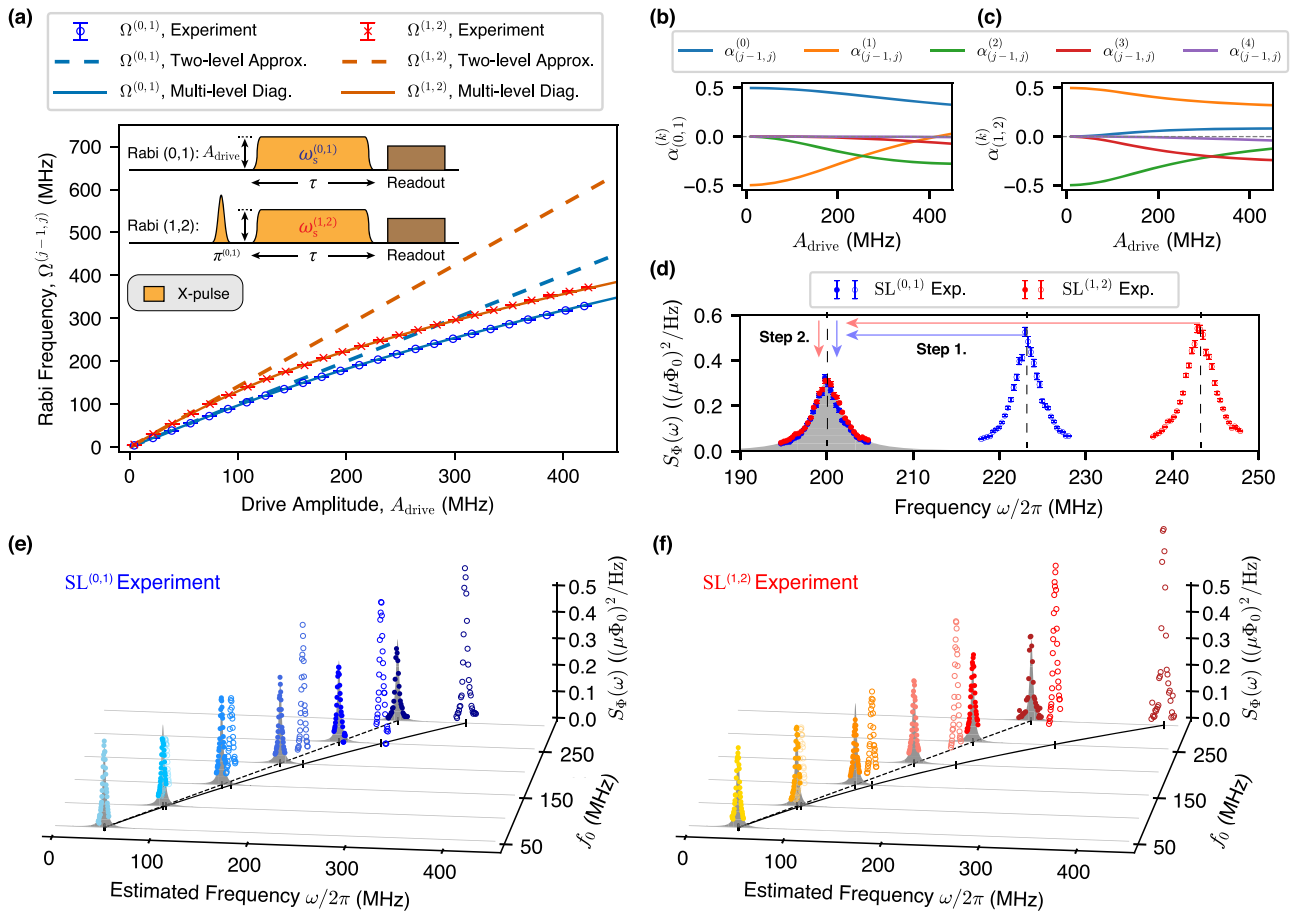 (a)
Ω^(0,1), Experiment
Ω^(1,2), Experiment
Ω^(0,1), Two-level Approx.
Ω^(1,2), Two-level Approx.
Ω^(0,1), Multi-level Diag.
Ω^(1,2), Multi-level Diag.
Rabi Frequency, Ω^(j−1,j) (MHz)
700
600
500
400
300
200
100
0
Rabi (0,1):
A_drive
ω_s^(0,1)
τ
Readout
Rabi (1,2):
π^(0,1)
ω_s^(1,2)
τ
Readout
X-pulse
0 100 200 300 400
Drive Amplitude, A_drive (MHz)
(b)
(c)
α^(0)_(j−1,j)
α^(1)_(j−1,j)
α^(2)_(j−1,j)
α^(3)_(j−1,j)
α^(4)_(j−1,j)
α^(k)_(0,1)
0.5
0.0
−0.5
0 200 400
A_drive (MHz)
α^(k)_(1,2)
0.5
0.0
−0.5
0 200 400
A_drive (MHz)
(d)
SL^(0,1) Exp.
SL^(1,2) Exp.
S_Φ(ω) ((μΦ_0)^2/Hz)
0.6
0.4
0.2
0.0
Step 2.
Step 1.
190 200 210 220 230 240 250
Frequency ω/2π (MHz)
(e)
SL^(0,1) Experiment
S_Φ(ω) ((μΦ_0)^2/Hz)
0.5
0.4
0.3
0.2
0.1
0.0
250
150
50
f_0 (MHz)
0 100 200 300 400
Estimated Frequency ω/2π (MHz)
(f)
SL^(1,2) Experiment
S_Φ(ω) ((μΦ_0)^2/Hz)
0.5
0.4
0.3
0.2
0.1
0.0
250
150
50
f_0 (MHz)
0 100 200 300 400
Estimated Frequency ω/2π (MHz)